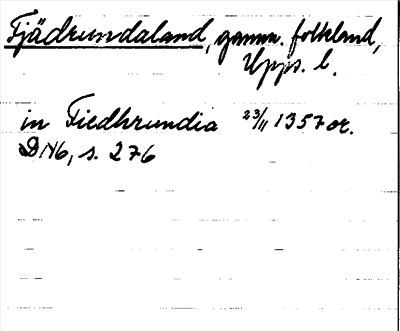 Fjädrundaland, gamm. folkland,
Upps. l.
in Fiedhrundia 23/11 1357 or.
DN6, s. 276